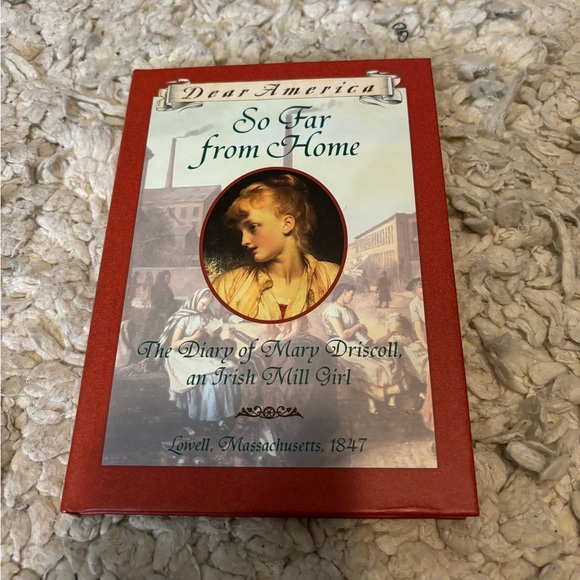 Dear America
So Far
from Home
The Diary of Mary Driscoll,
an Irish Mill Girl
Lowell, Massachusetts, 1847